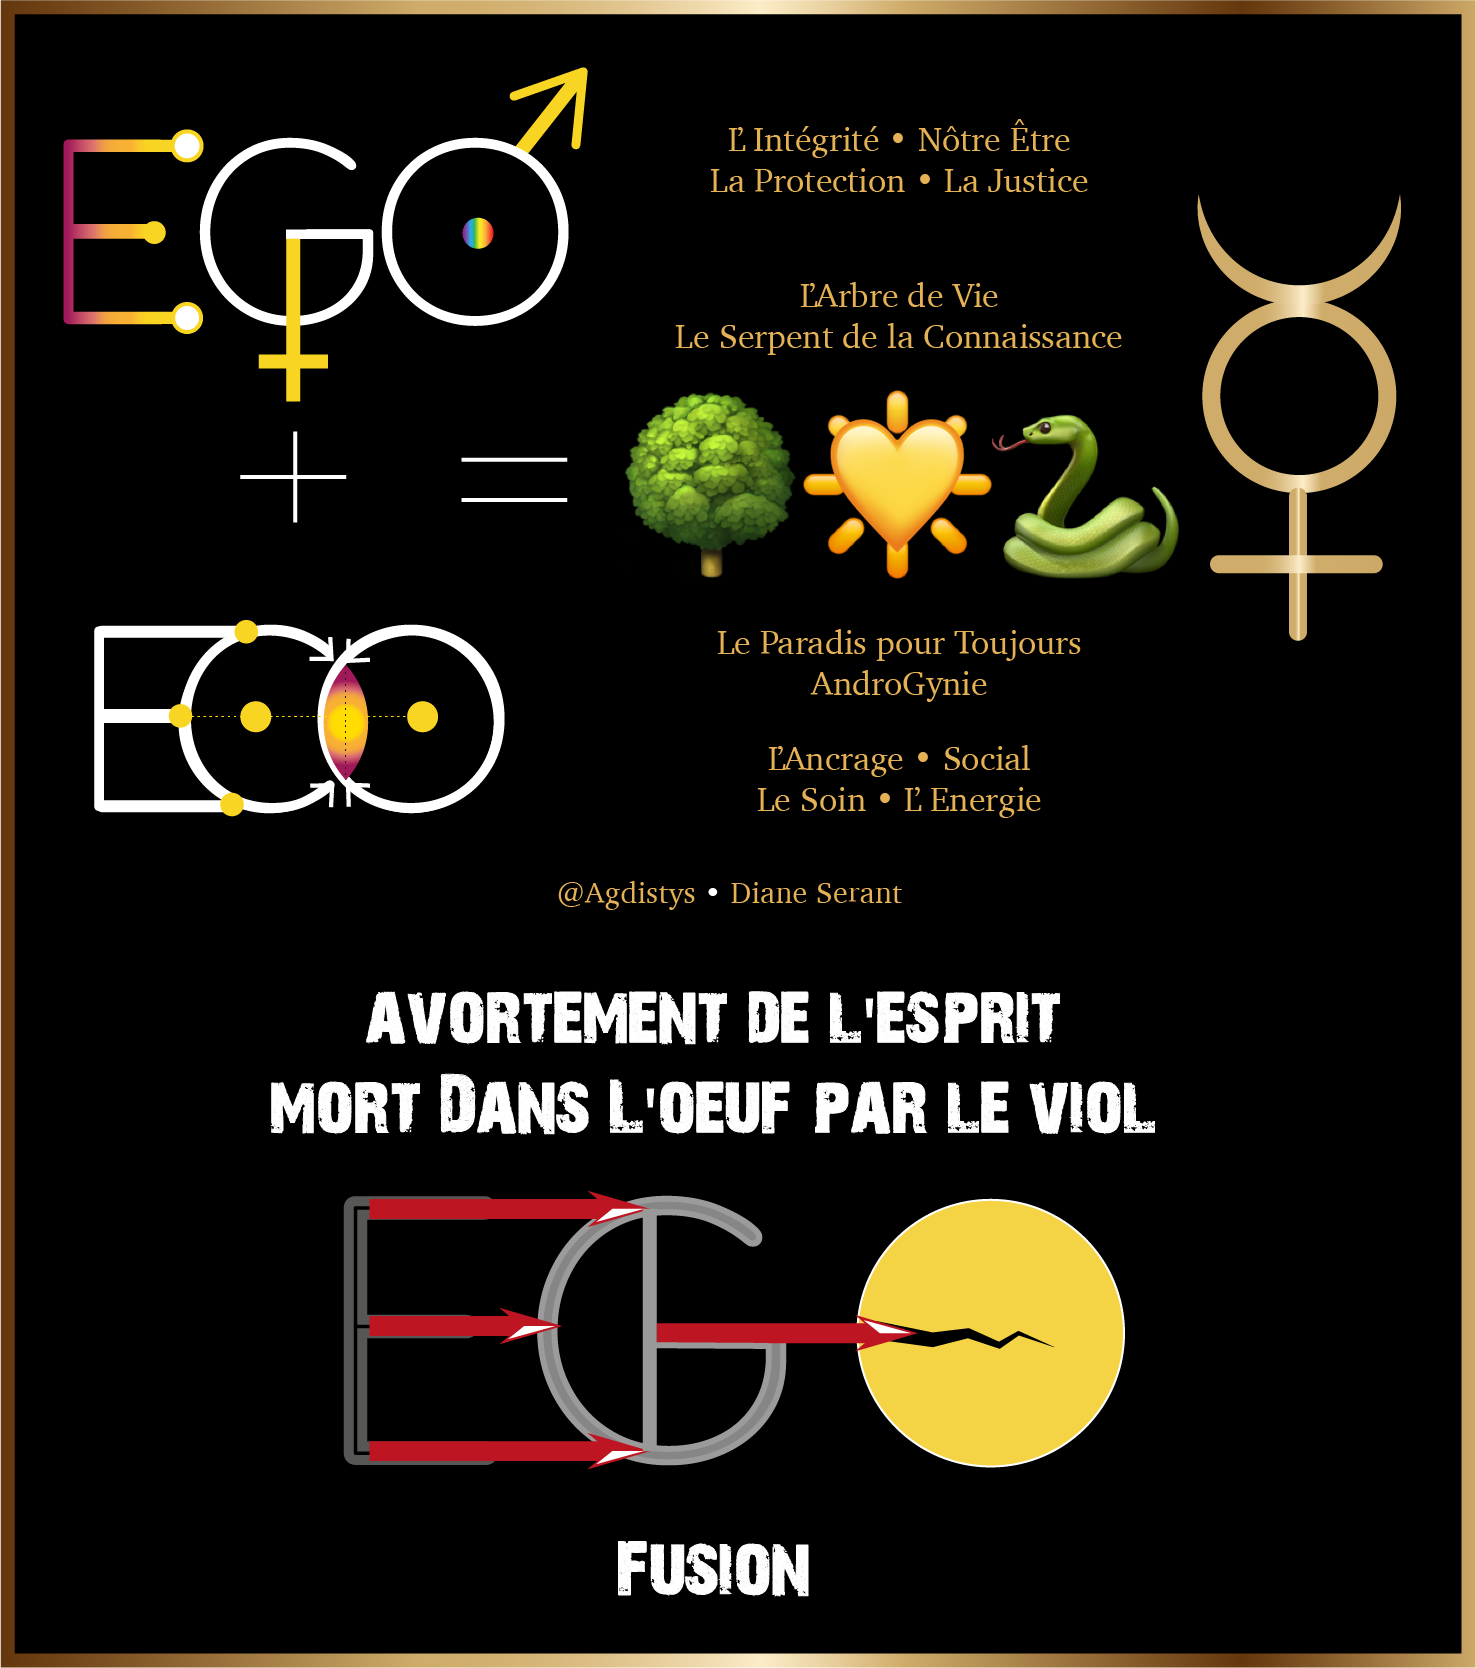 EGO
L' Intégrité • Nôtre Être
La Protection • La Justice
L'Arbre de Vie
Le Serpent de la Connaissance
+ =
ECO
Le Paradis pour Toujours
AndroGynie
L'Ancrage • Social
Le Soin • L' Energie
@Agdistys • Diane Serant
AVORTEMENT DE L'ESPRIT
MORT DANS L'OEUF PAR LE VIOL
EGO
FUSION